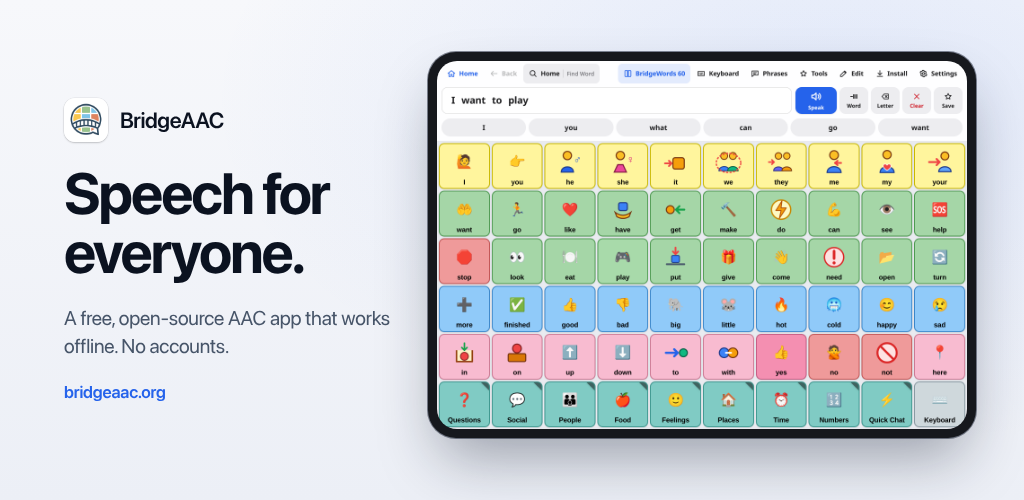 BridgeAAC
Speech for
everyone.
A free, open-source AAC app that works
offline. No accounts.
bridgeaac.org
Home Back Home Find Word BridgeWords 60 Keyboard Phrases Tools Edit Install Settings
I want to play
Speak Word Letter Clear Save
I you what can go want
I you he she it we they me my your
want go like have get make do can see help
SOS
stop look eat play put give come need open turn
more finished good bad big little hot cold happy sad
in on up down to with yes no not here
Questions Social People Food Feelings Places Time Numbers Quick Chat Keyboard